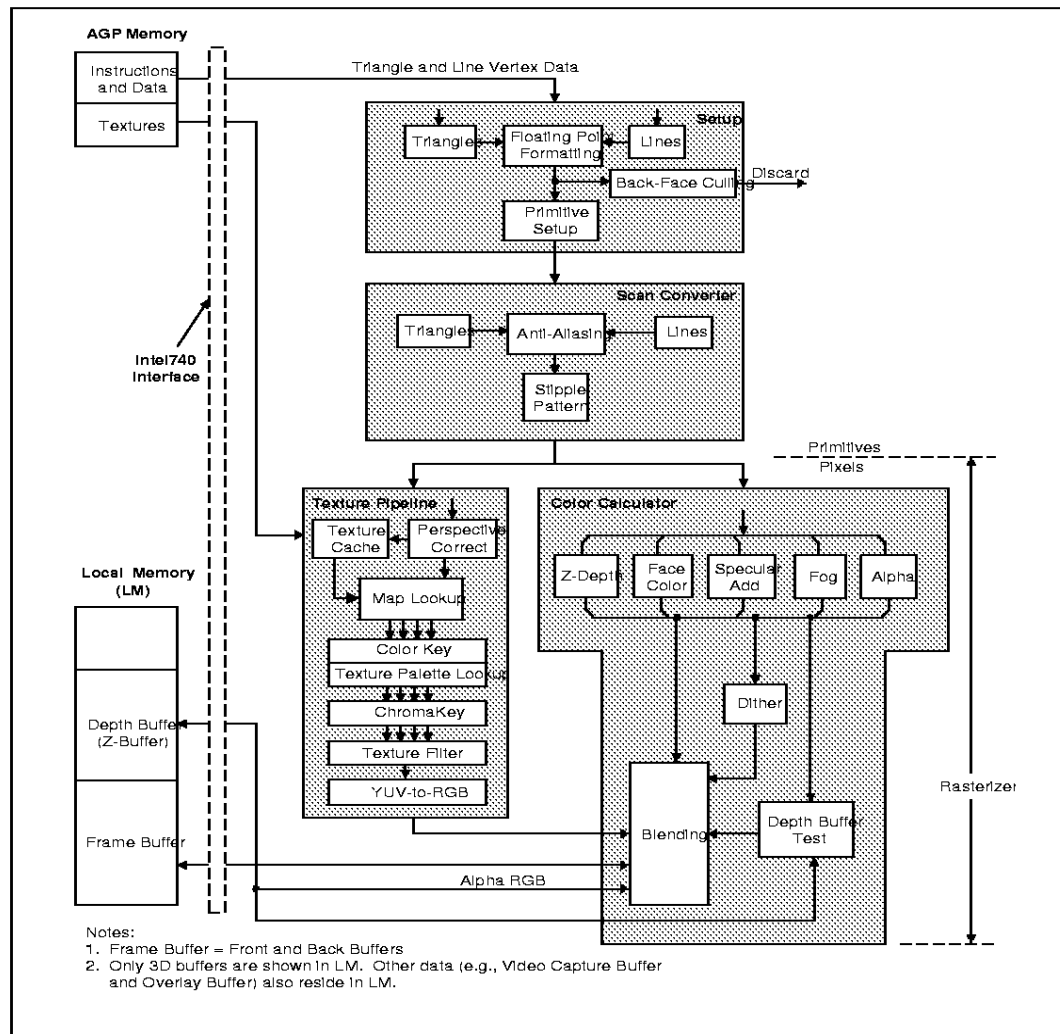 AGP Memory
Instructions
and Data
Textures
Triangle and Line Vertex Data
Setup
Triangles
Floating Point
Formatting
Lines
Back-Face Culling
Discard
Primitive
Setup
Scan Converter
Triangles
Anti-Aliasing
Lines
Stipple
Pattern
Intel740
Interface
Primitives
Pixels
Texture Pipeline
Texture
Cache
Perspective
Correct
Map Lookup
Color Key
Texture Palette Lookup
ChromaKey
Texture Filter
YUV-to-RGB
Color Calculator
Z-Depth
Face
Color
Specular
Add
Fog
Alpha
Dither
Blending
Depth Buffer
Test
Rasterizer
Local Memory
(LM)
Depth Buffer
(Z-Buffer)
Frame Buffer
Alpha RGB
Notes:
1. Frame Buffer = Front and Back Buffers
2. Only 3D buffers are shown in LM. Other data (e.g., Video Capture Buffer
and Overlay Buffer) also reside in LM.